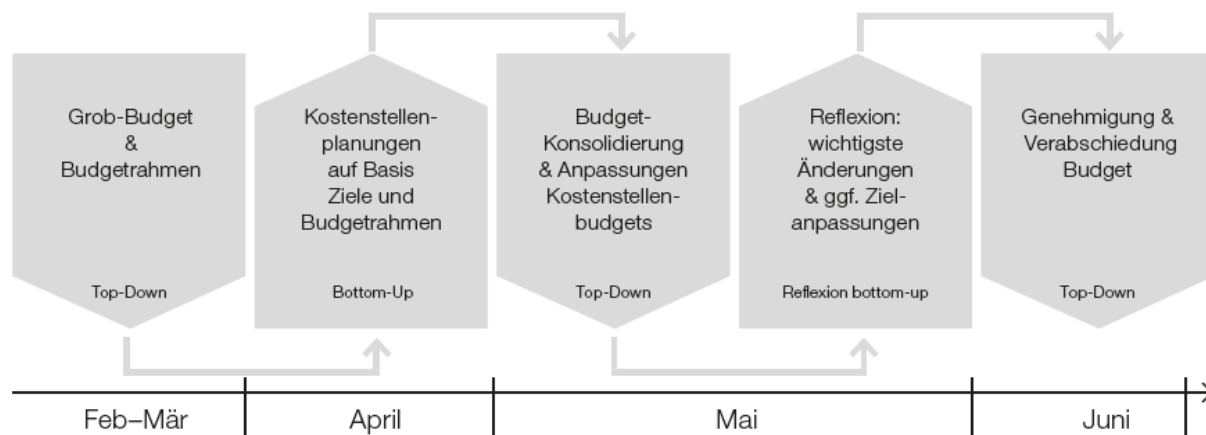 Grob-Budget
&
Budgetrahmen
Top-Down
Kostenstellen-
planungen
auf Basis
Ziele und
Budgetrahmen
Bottom-Up
Budget-
Konsolidierung
& Anpassungen
Kostenstellen-
budgets
Top-Down
Reflexion:
wichtigste
Änderungen
& ggf. Ziel-
anpassungen
Reflexion bottom-up
Genehmigung &
Verabschiedung
Budget
Top-Down
Feb–Mär
April
Mai
Juni